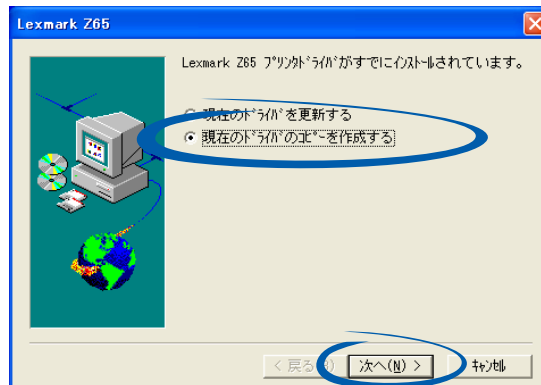 Lexmark Z65
Lexmark Z65 プリンタドライバがすでにインストールされています。
現在のドライバを更新する
現在のドライバのコピーを作成する
< 戻る(B) 次へ(N) > キャンセル